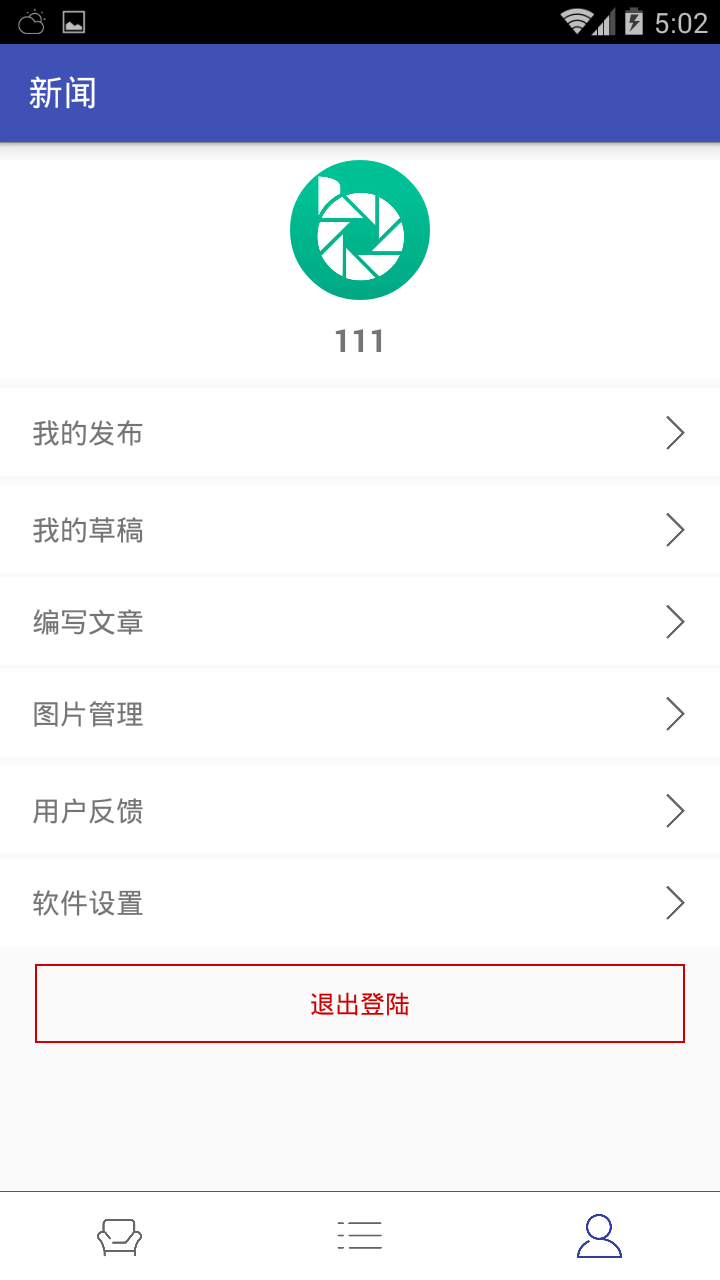 5:02
新闻
111
我的发布
我的草稿
编写文章
图片管理
用户反馈
软件设置
退出登陆